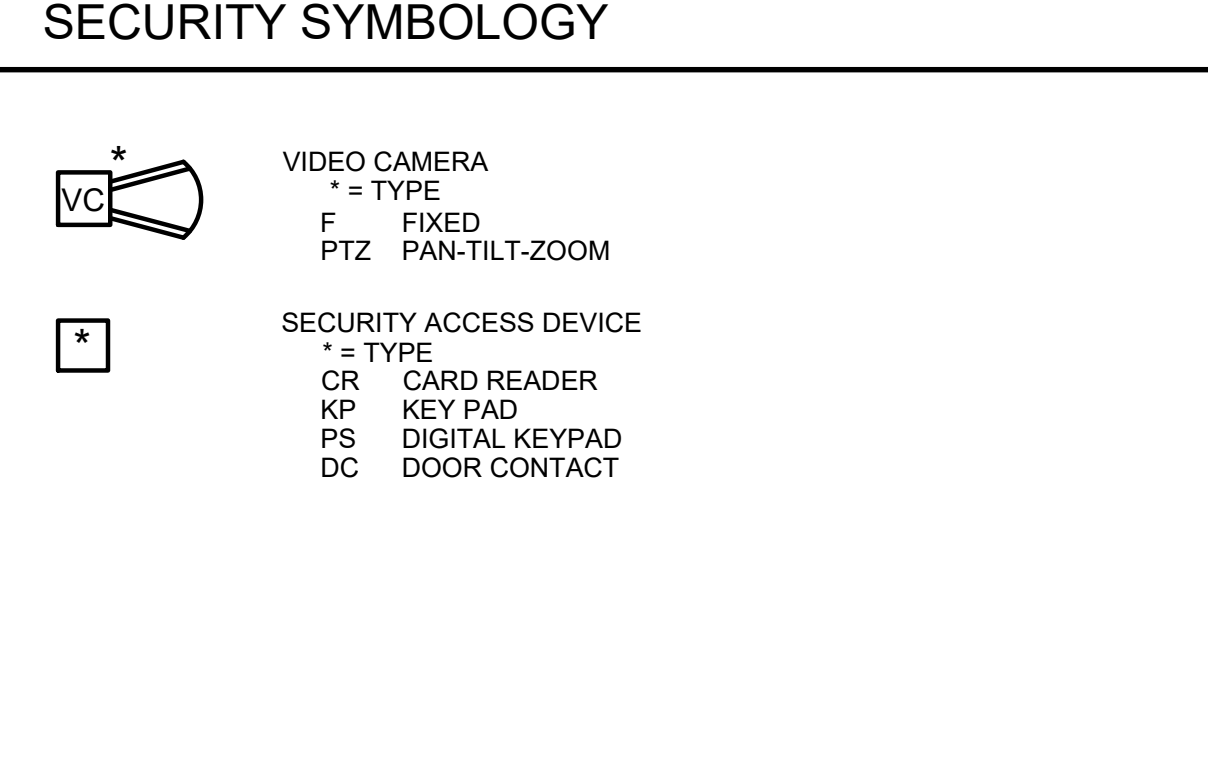 SECURITY SYMBOLOGY
*
VC
VIDEO CAMERA
* = TYPE
F FIXED
PTZ PAN-TILT-ZOOM
*
SECURITY ACCESS DEVICE
* = TYPE
CR CARD READER
KP KEY PAD
PS DIGITAL KEYPAD
DC DOOR CONTACT